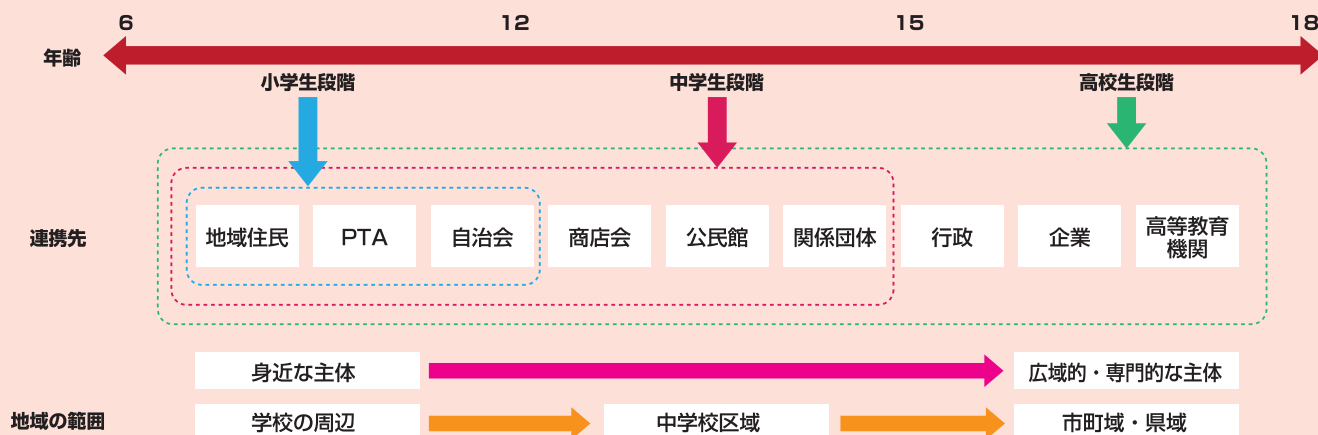 6 12 15 18
年齢
小学生段階 中学生段階 高校生段階
連携先
地域住民 PTA 自治会 商店会 公民館 関係団体 行政 企業 高等教育
機関
身近な主体 広域的・専門的な主体
地域の範囲 学校の周辺 中学校区域 市町域・県域